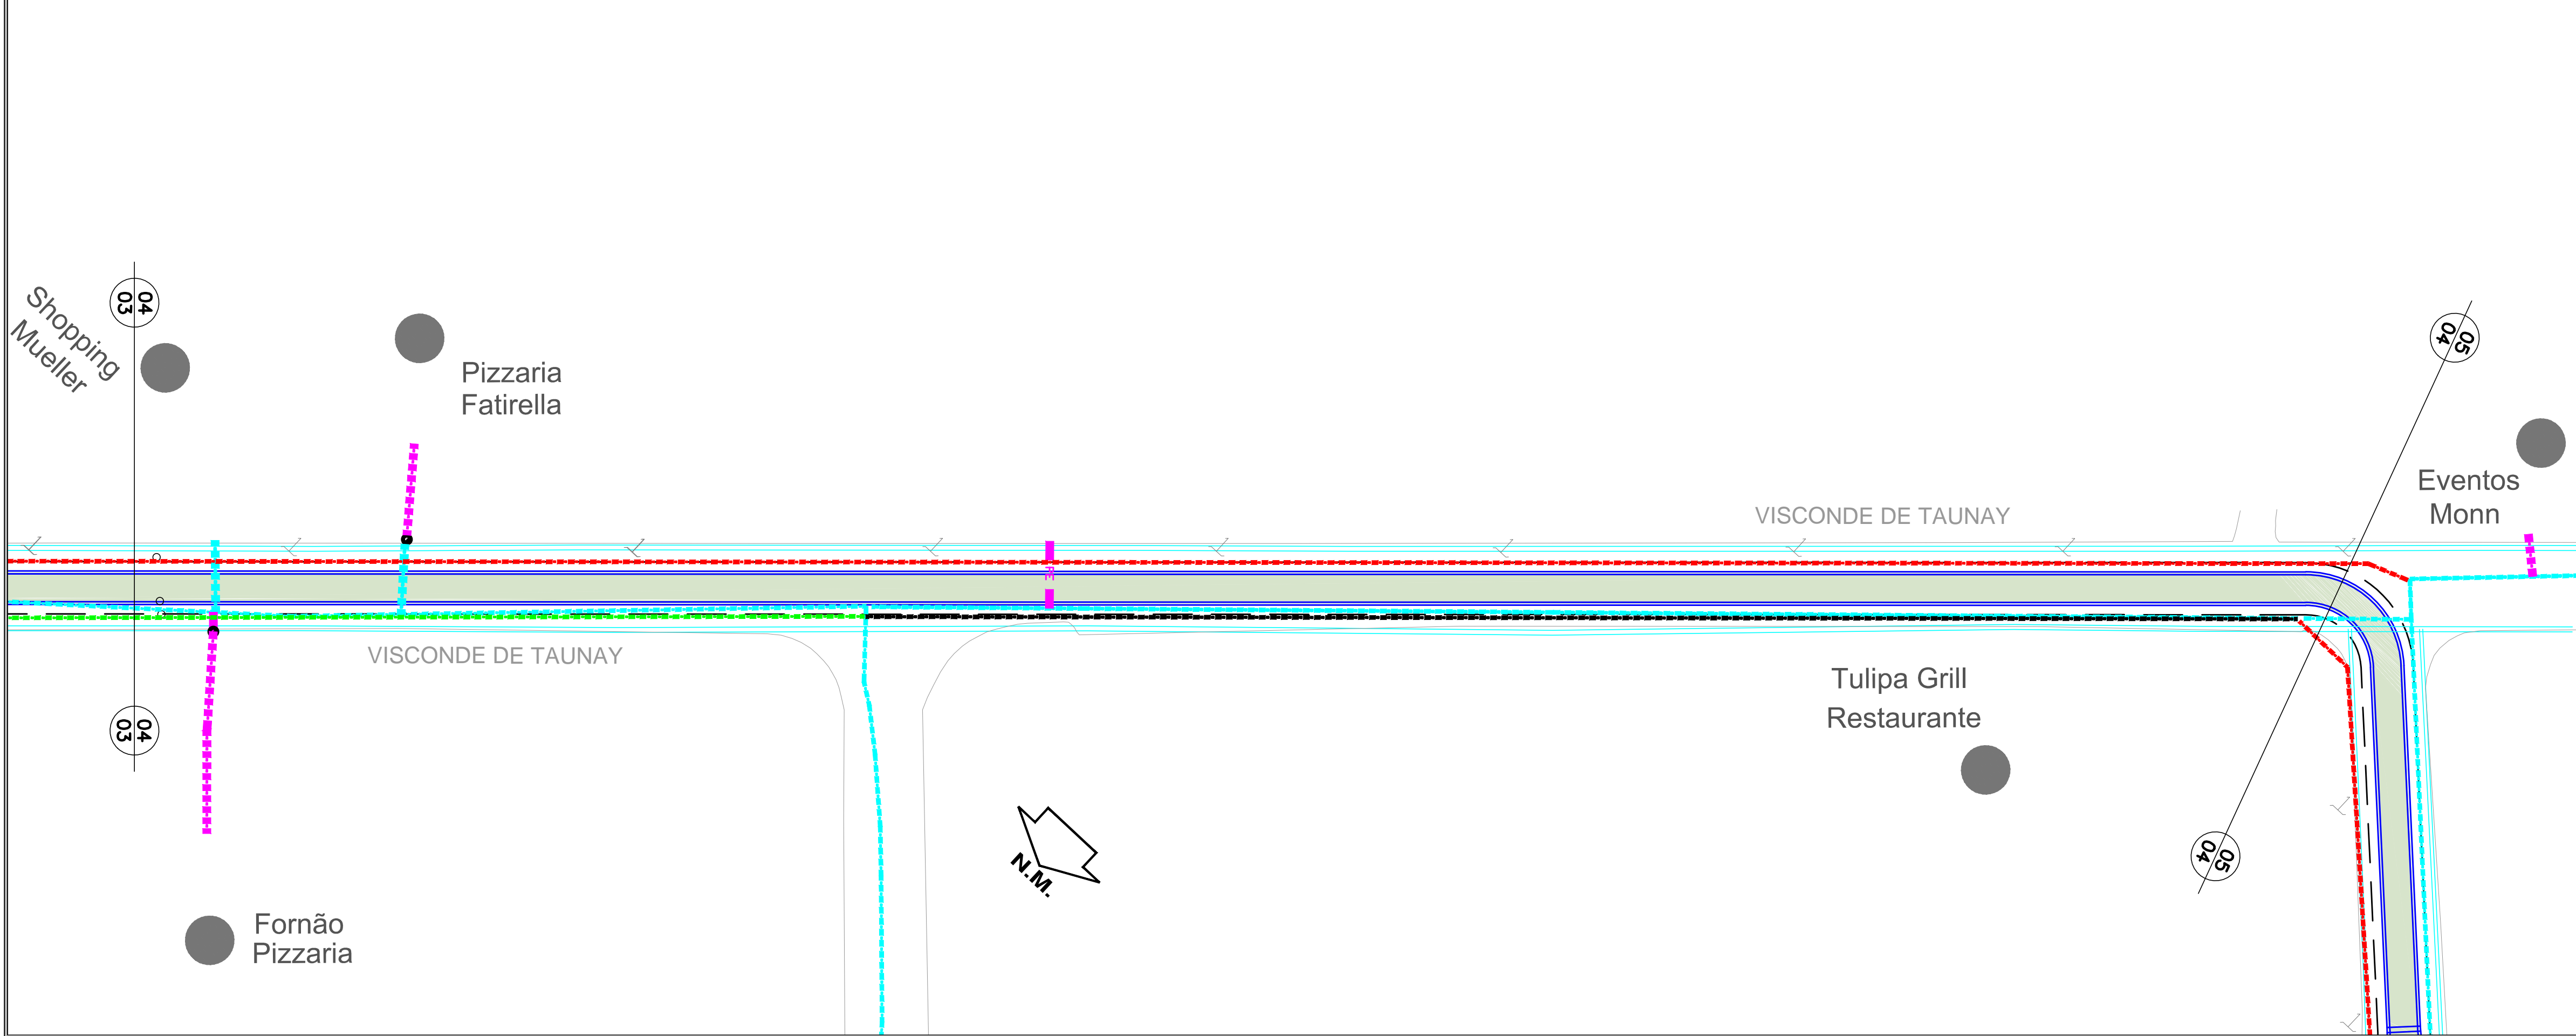 Shopping
Mueller
04
03
Pizzaria
Fatirella
05
04
Eventos
Monn
VISCONDE DE TAUNAY
VISCONDE DE TAUNAY
Tulipa Grill
Restaurante
04
03
05
04
N.M.
Fornão
Pizzaria